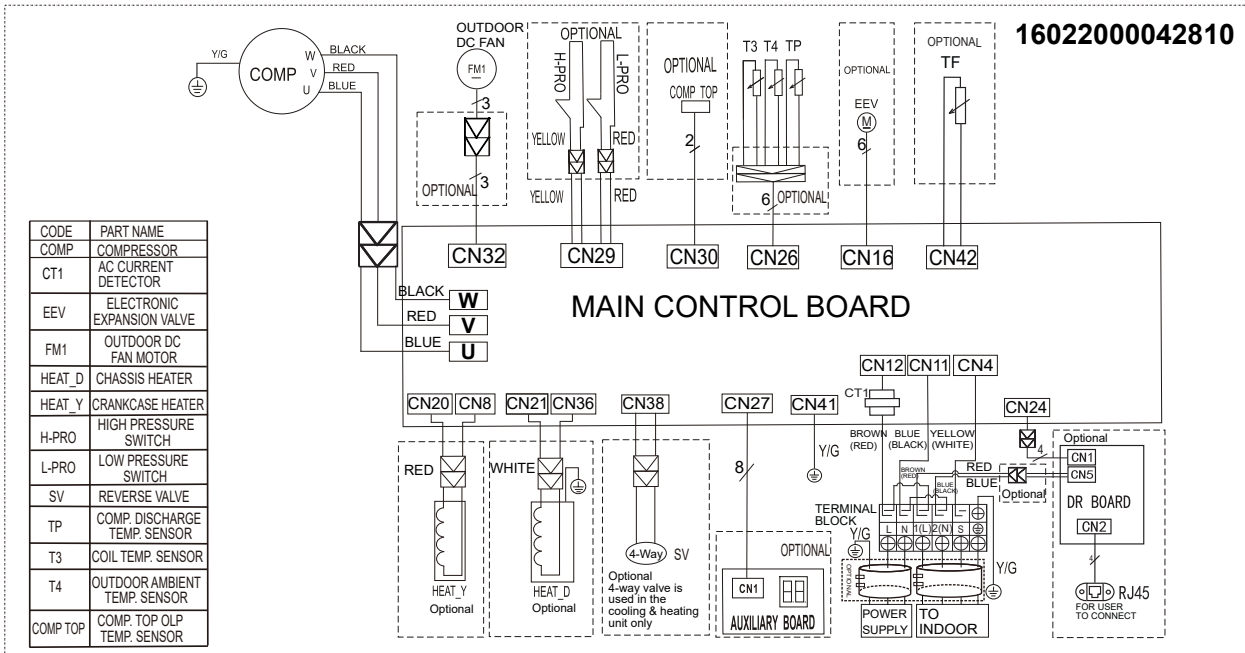 16022000042810
Y/G
COMP
W
V
U
BLACK
RED
BLUE
OUTDOOR
DC FAN
FM1
3
3
OPTIONAL
OPTIONAL
H-PRO
L-PRO
YELLOW
RED
YELLOW
RED
OPTIONAL
COMP TOP
2
T3 T4 TP
6 OPTIONAL
OPTIONAL
EEV
M
6
OPTIONAL
TF
CN32
CN29
CN30
CN26
CN16
CN42
MAIN CONTROL BOARD
BLACK
W
RED
V
BLUE
U
CODE PART NAME
COMP COMPRESSOR
CT1 AC CURRENT
DETECTOR
EEV ELECTRONIC
EXPANSION VALVE
FM1 OUTDOOR DC
FAN MOTOR
HEAT_D CHASSIS HEATER
HEAT_Y CRANKCASE HEATER
H-PRO HIGH PRESSURE
SWITCH
L-PRO LOW PRESSURE
SWITCH
SV REVERSE VALVE
TP COMP. DISCHARGE
TEMP. SENSOR
T3 COIL TEMP. SENSOR
T4 OUTDOOR AMBIENT
TEMP. SENSOR
COMP TOP COMP. TOP OLP
TEMP. SENSOR
CN20 CN8
CN21 CN36
CN38
CN27
CN41
CN12 CN11 CN4
CT1
CN24
RED
HEAT_Y
Optional
WHITE
HEAT_D
Optional
4-Way SV
Optional
4-way valve is
used in the
cooling & heating
unit only
8
OPTIONAL
CN1
AUXILIARY BOARD
Y/G
BROWN BLUE YELLOW
(RED) (BLACK) (WHITE)
BROWN
(RED)
BLUE
(BLACK)
RED
BLUE
Optional
TERMINAL
BLOCK
L N 1(L) 2(N) S
Y/G
Y/G
OPTIONAL
POWER
SUPPLY
TO
INDOOR
Optional
4
CN1
CN5
DR BOARD
CN2
4
RJ45
FOR USER
TO CONNECT